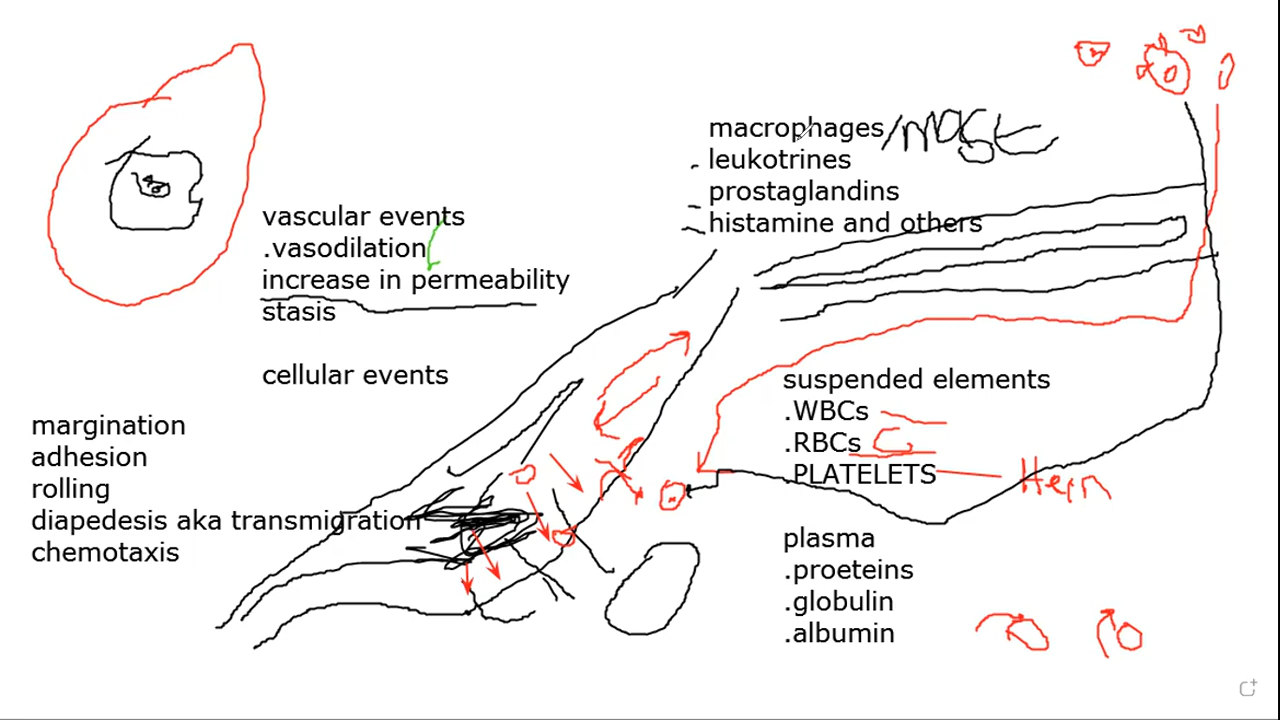 macrophages/mast
leukotrines
prostaglandins
histamine and others
vascular events
.vasodilation
increase in permeability
stasis
cellular events
margination
adhesion
rolling
diapedesis aka transmigration
chemotaxis
suspended elements
.WBCs
.RBCs
.PLATELETS
plasma
.proeteins
.globulin
.albumin